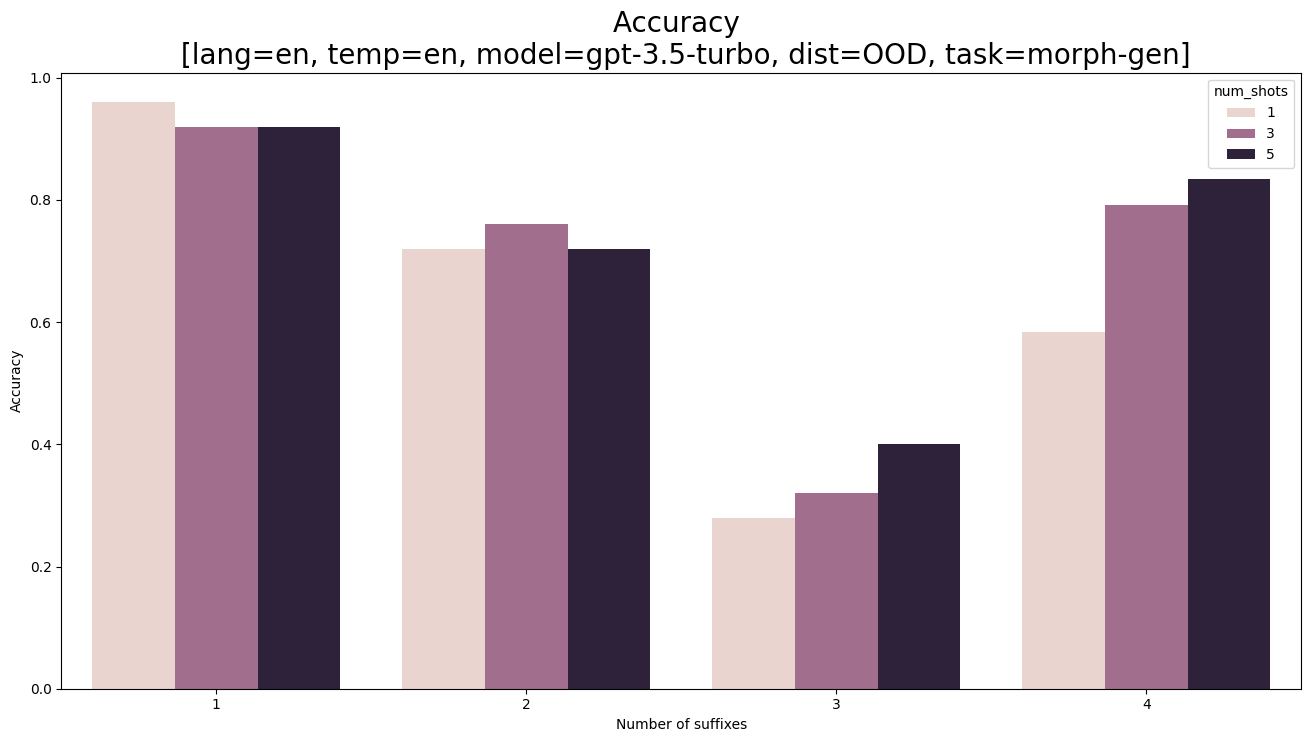 Accuracy
[lang=en, temp=en, model=gpt-3.5-turbo, dist=OOD, task=morph-gen]
num_shots
1
3
5
1.0
0.8
0.6
0.4
0.2
0.0
Accuracy
1 2 3 4
Number of suffixes